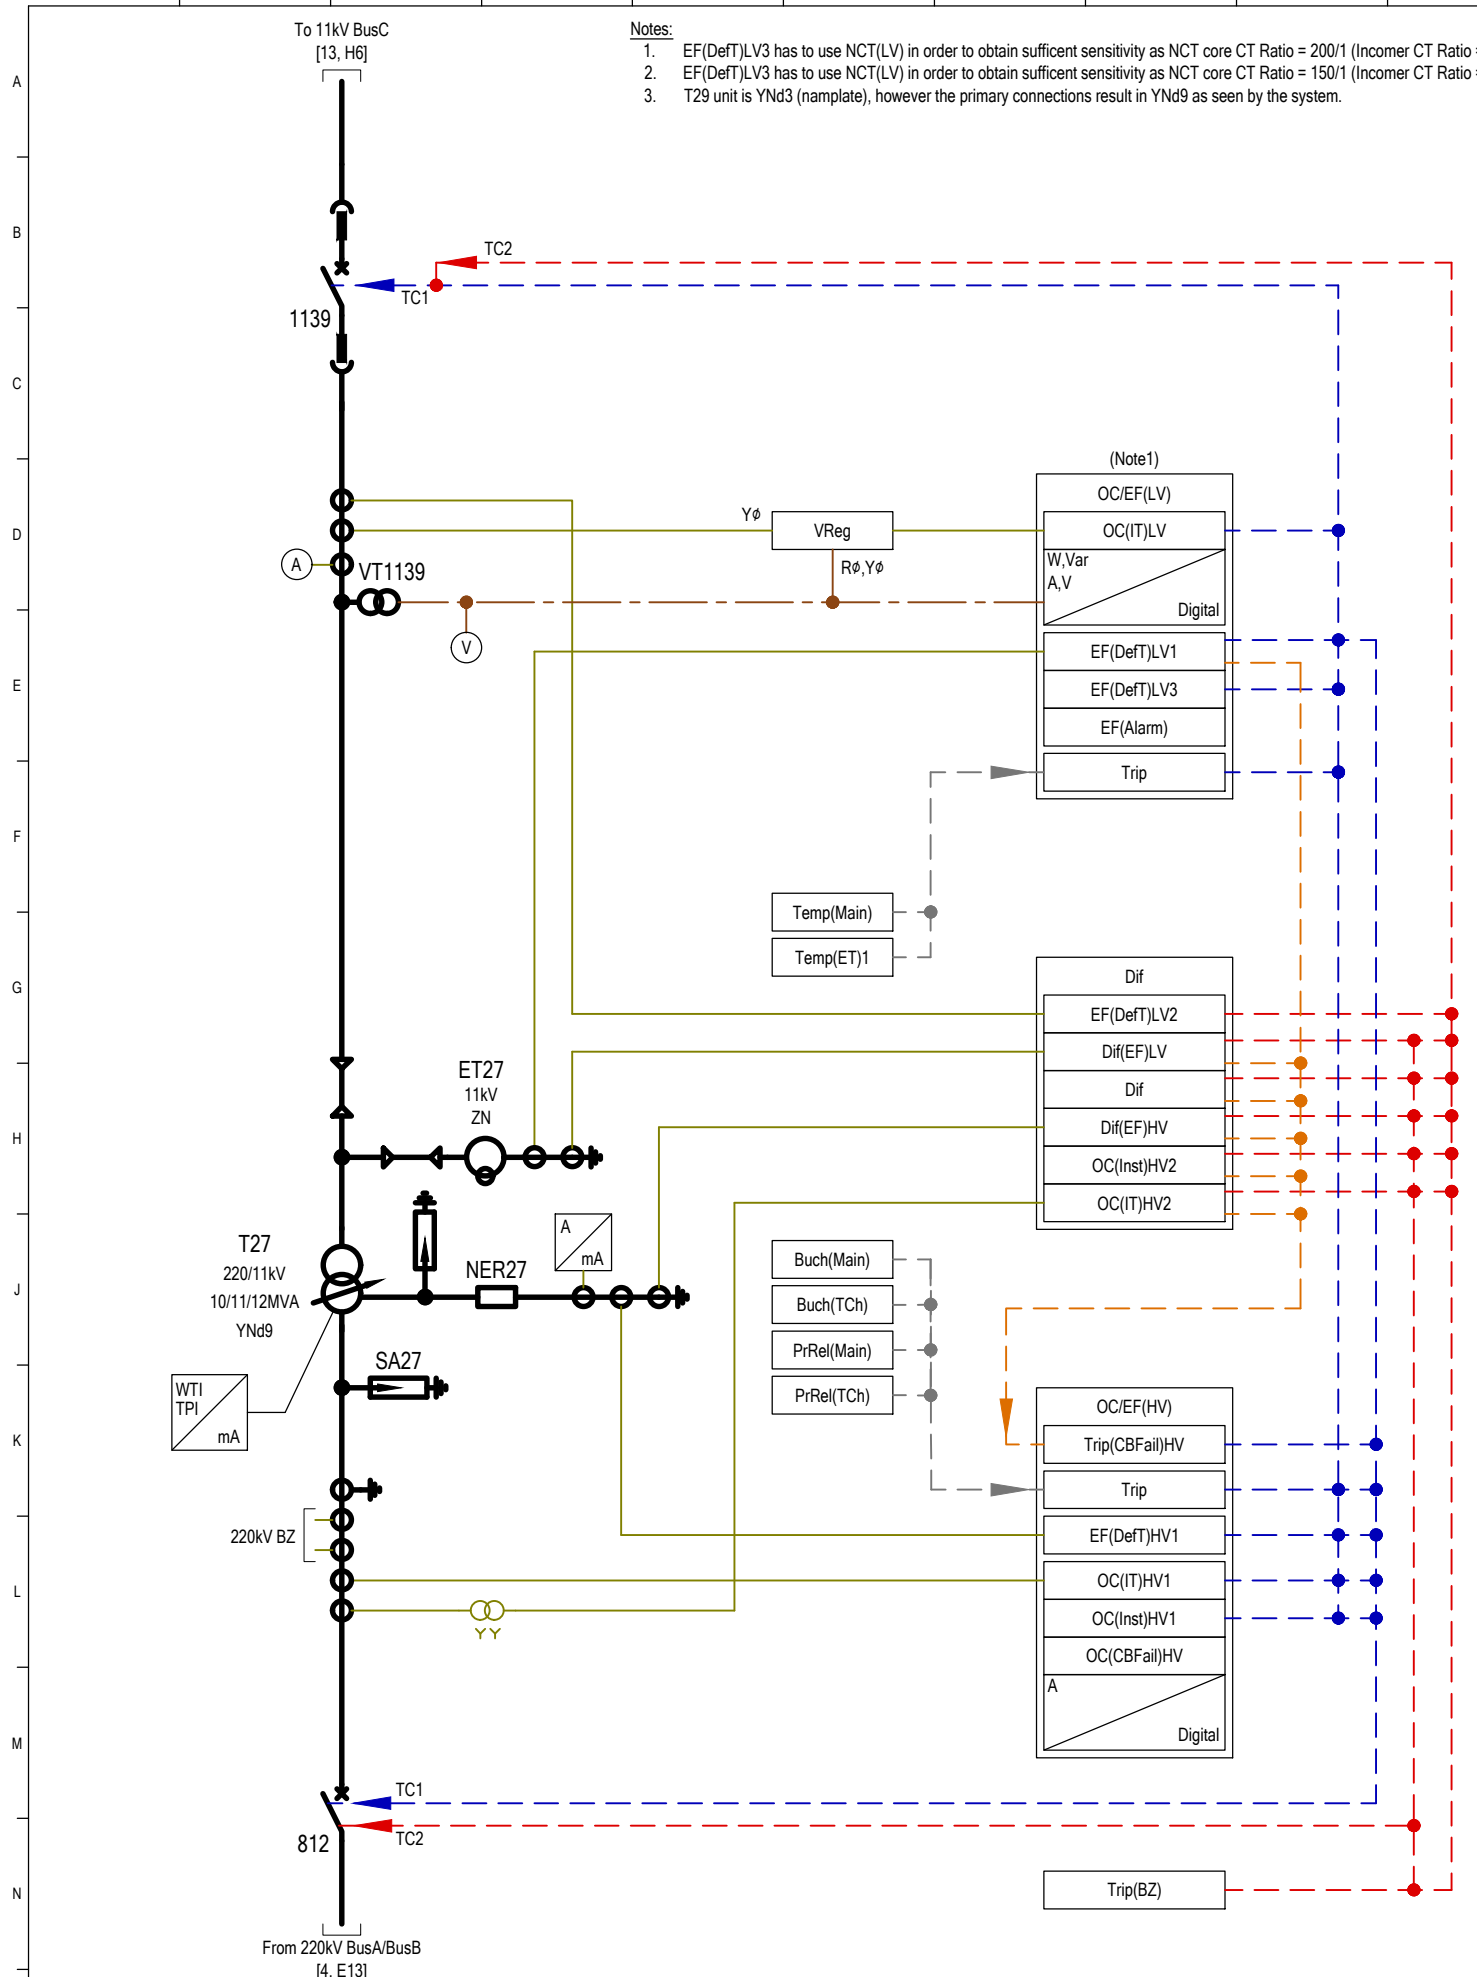 To 11kV BusC
[13, H6]
Notes:
1. EF(DefT)LV3 has to use NCT(LV) in order to obtain sufficent sensitivity as NCT core CT Ratio = 200/1 (Incomer CT Ratio
2. EF(DefT)LV3 has to use NCT(LV) in order to obtain sufficent sensitivity as NCT core CT Ratio = 150/1 (Incomer CT Ratio
3. T29 unit is YNd3 (namplate), however the primary connections result in YNd9 as seen by the system.
A
B
C
D
E
F
G
H
J
K
L
M
N
TC2
TC1
1139
(Note1)
OC/EF(LV)
OC(IT)LV
W,Var
A,V
Digital
EF(DefT)LV1
EF(DefT)LV3
EF(Alarm)
Trip
Yø
VReg
Rø,Yø
A
VT1139
V
Temp(Main)
Temp(ET)1
Dif
EF(DefT)LV2
Dif(EF)LV
Dif
Dif(EF)HV
OC(Inst)HV2
OC(IT)HV2
ET27
11kV
ZN
T27
220/11kV
10/11/12MVA
YNd9
A
mA
NER27
SA27
WTI
TPI
mA
Buch(Main)
Buch(TCh)
PrRel(Main)
PrRel(TCh)
OC/EF(HV)
Trip(CBFail)HV
Trip
EF(DefT)HV1
OC(IT)HV1
OC(Inst)HV1
OC(CBFail)HV
A
Digital
220kV BZ
Y Y
TC1
TC2
812
Trip(BZ)
From 220kV BusA/BusB
[4, E13]